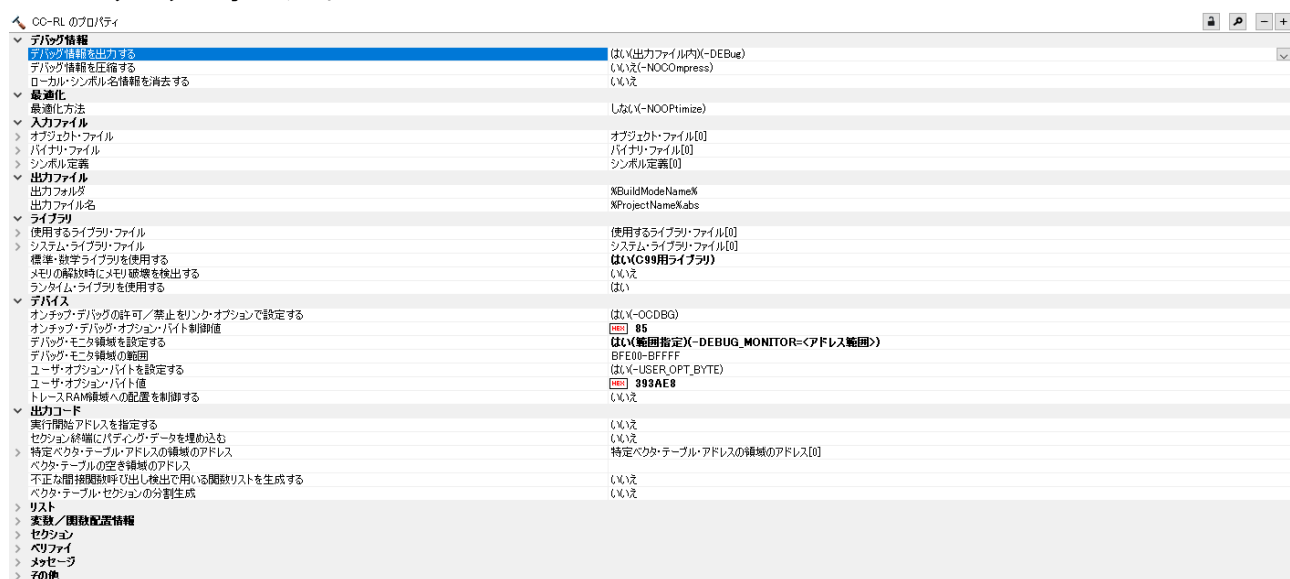 CC-RL のプロパティ
デバッグ情報
デバッグ情報を出力する はい(出力ファイル内)(-DEBug)
デバッグ情報を圧縮する いいえ(-NOCOmpress)
ローカル・シンボル名情報を消去する いいえ
最適化
最適化方法 しない(-NOOPtimize)
入力ファイル
オブジェクト・ファイル オブジェクト・ファイル[0]
バイナリ・ファイル バイナリ・ファイル[0]
シンボル定義 シンボル定義[0]
出力ファイル
出力フォルダ %BuildModeName%
出力ファイル名 %ProjectName%.abs
ライブラリ
使用するライブラリ・ファイル 使用するライブラリ・ファイル[0]
システム・ライブラリ・ファイル システム・ライブラリ・ファイル[0]
標準・数学ライブラリを使用する はい(C99用ライブラリ)
メモリの解放時にメモリ破壊を検出する いいえ
ランタイム・ライブラリを使用する はい
デバイス
オンチップ・デバッグの許可／禁止をリンク・オプションで設定する はい(-OCDBG)
オンチップ・デバッグ・オプション・バイト制御値 HEX 85
デバッグ・モニタ領域を設定する はい(範囲指定)(-DEBUG_MONITOR=<アドレス範囲>)
デバッグ・モニタ領域の範囲 BFE00-BFFFF
ユーザ・オプション・バイトを設定する はい(-USER_OPT_BYTE)
ユーザ・オプション・バイト値 HEX 393AE8
トレースRAM領域への配置を制御する いいえ
出力コード
実行開始アドレスを指定する いいえ
セクション終端にパディング・データを埋め込む いいえ
特定ベクタ・テーブル・アドレスの領域のアドレス 特定ベクタ・テーブル・アドレスの領域のアドレス[0]
ベクタ・テーブルの空き領域のアドレス
不正な間接関数呼び出し検出で用いる関数リストを生成する いいえ
ベクタ・テーブル・セクションの分割生成 いいえ
リスト
変数／関数配置情報
セクション
ベリファイ
メッセージ
その他